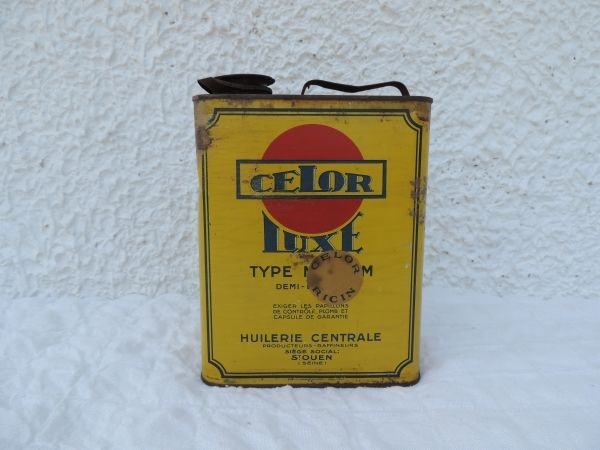 CELOR
LUXE
TYPE
DEMI-
CELOR
RICIN
EXIGER LES PAPILLONS
DE CONTRÔLE, PLOMB ET
CAPSULE DE GARANTIE
HUILERIE CENTRALE
PRODUCTEURS-RAFFINEURS
SIÈGE SOCIAL:
ST OUEN
(SEINE)